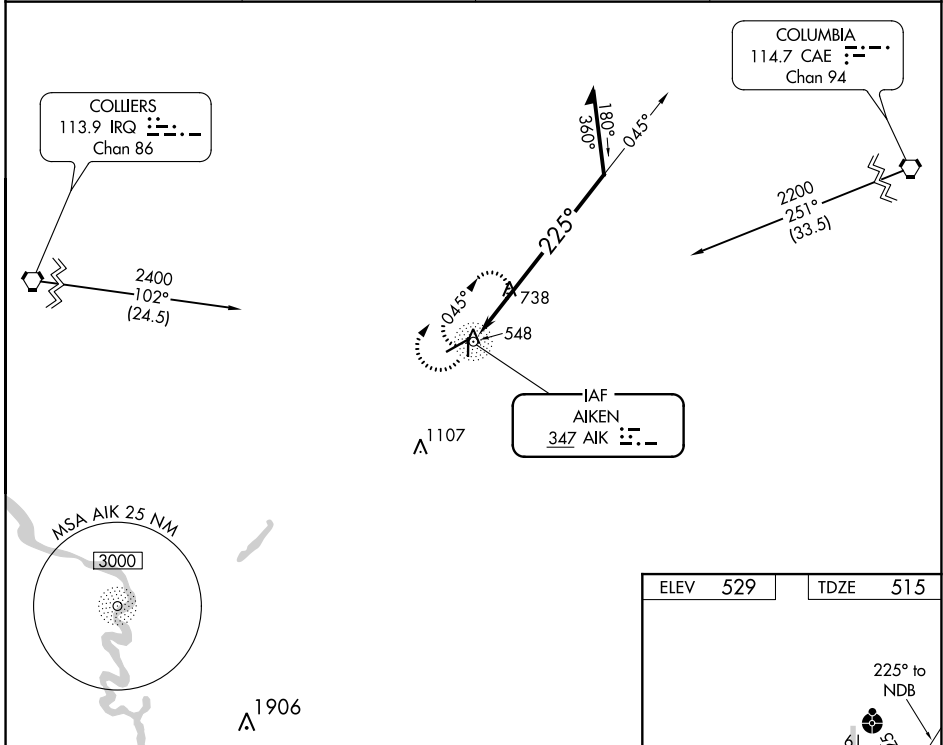 COLUMBIA
114.7 CAE
Chan 94
COLLIERS
113.9 IRQ
Chan 86
180°
360°
045°
2200
251°
(33.5)
225°
2400
102°
(24.5)
045°
738
548
IAF
AIKEN
347 AIK
1107
MSA AIK 25 NM
3000
ELEV 529
TDZE 515
225° to
NDB
1906